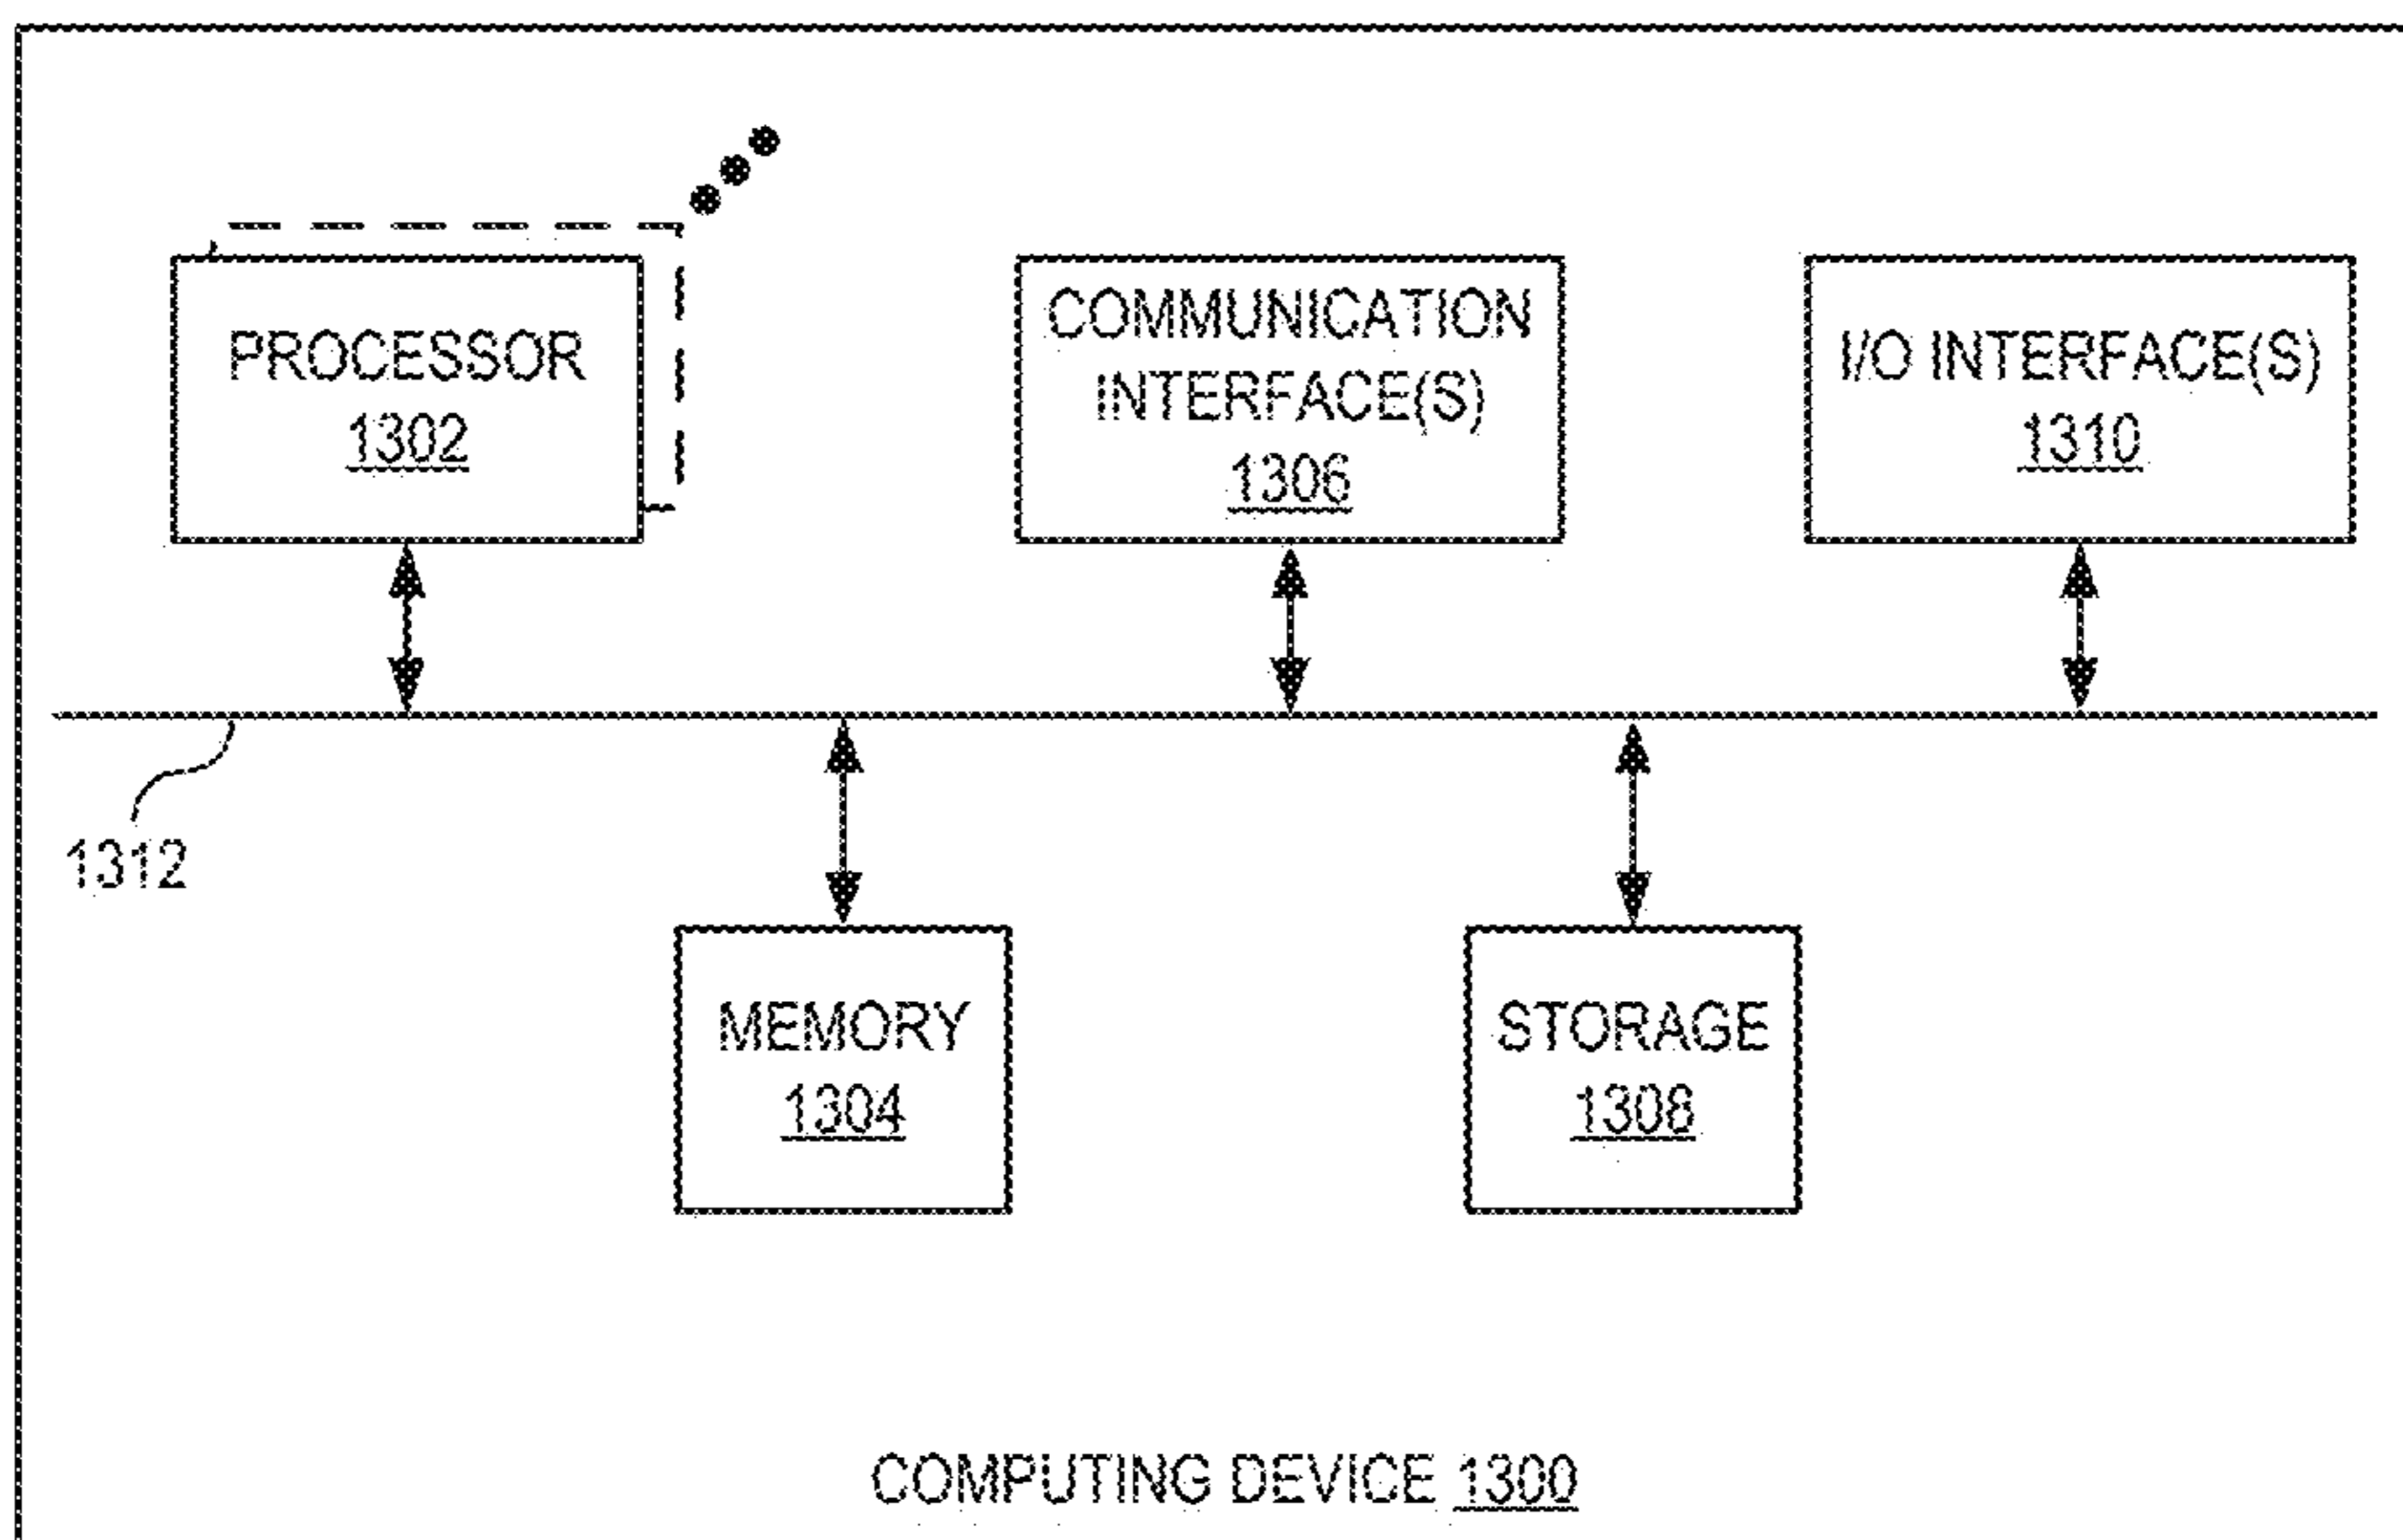 PROCESSOR
1302
COMMUNICATION
INTERFACE(S)
1306
I/O INTERFACE(S)
1310
1312
MEMORY
1304
STORAGE
1308
COMPUTING DEVICE 1300